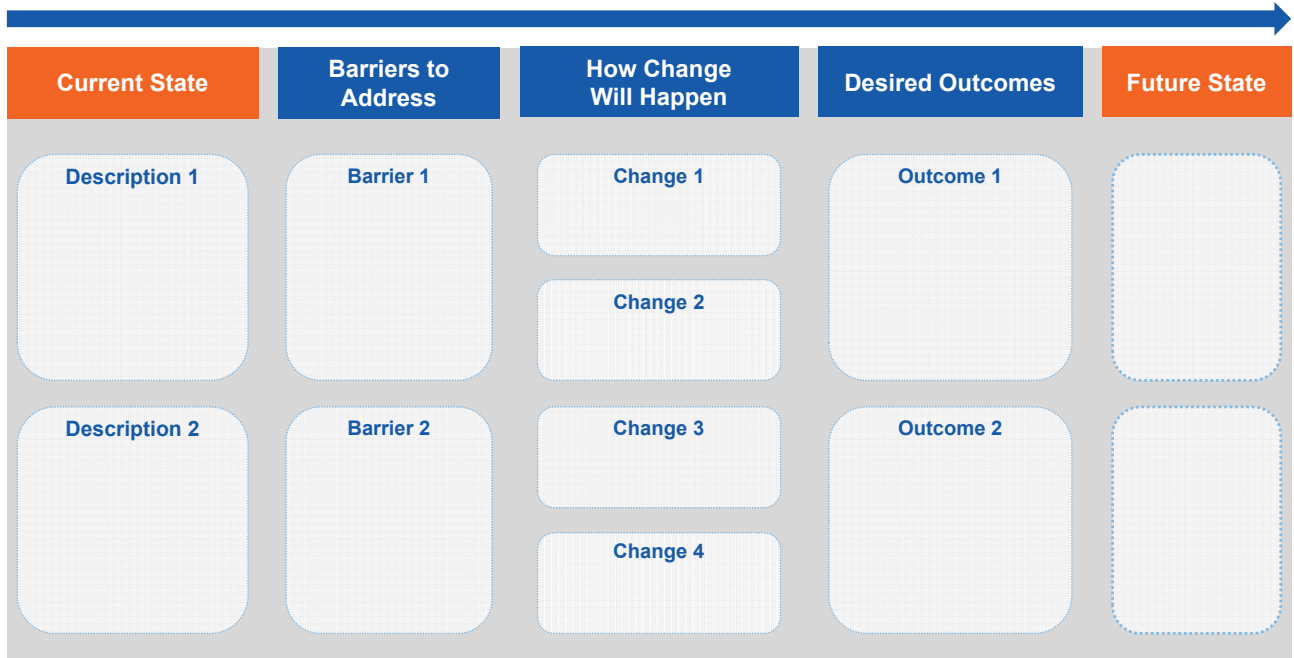 Current State
Barriers to
Address
How Change
Will Happen
Desired Outcomes
Future State
Description 1
Barrier 1
Change 1
Outcome 1
Change 2
Description 2
Barrier 2
Change 3
Outcome 2
Change 4